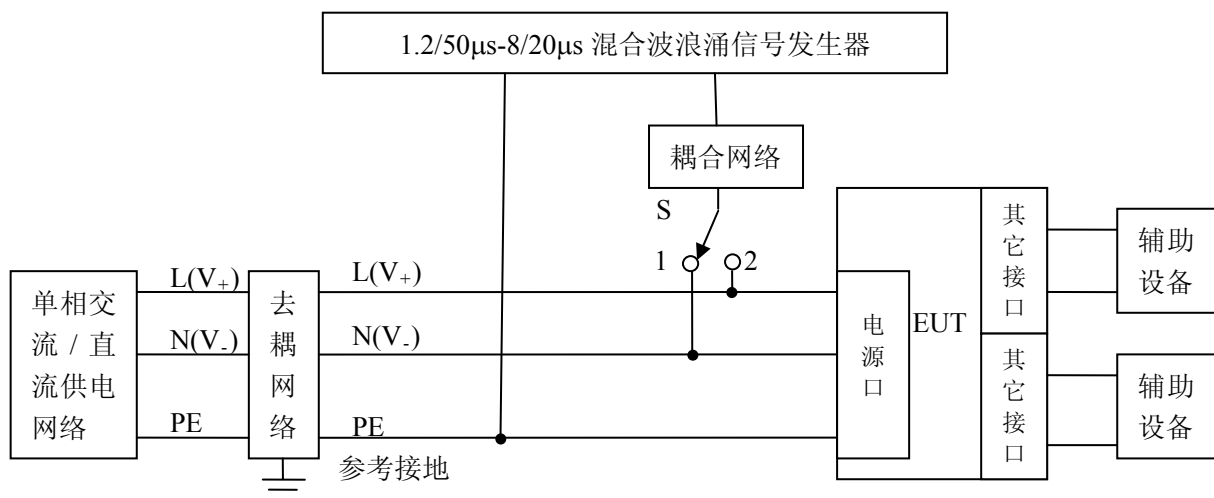 1.2/50μs-8/20μs 混合波浪涌信号发生器
耦合网络
S
1
2
单相交
流 / 直
流供电
网络
L(V+)
N(V-)
PE
去
耦
网
络
L(V+)
N(V-)
PE
参考接地
电
源
口
EUT
其
它
接
口
其
它
接
口
辅助
设备
辅助
设备